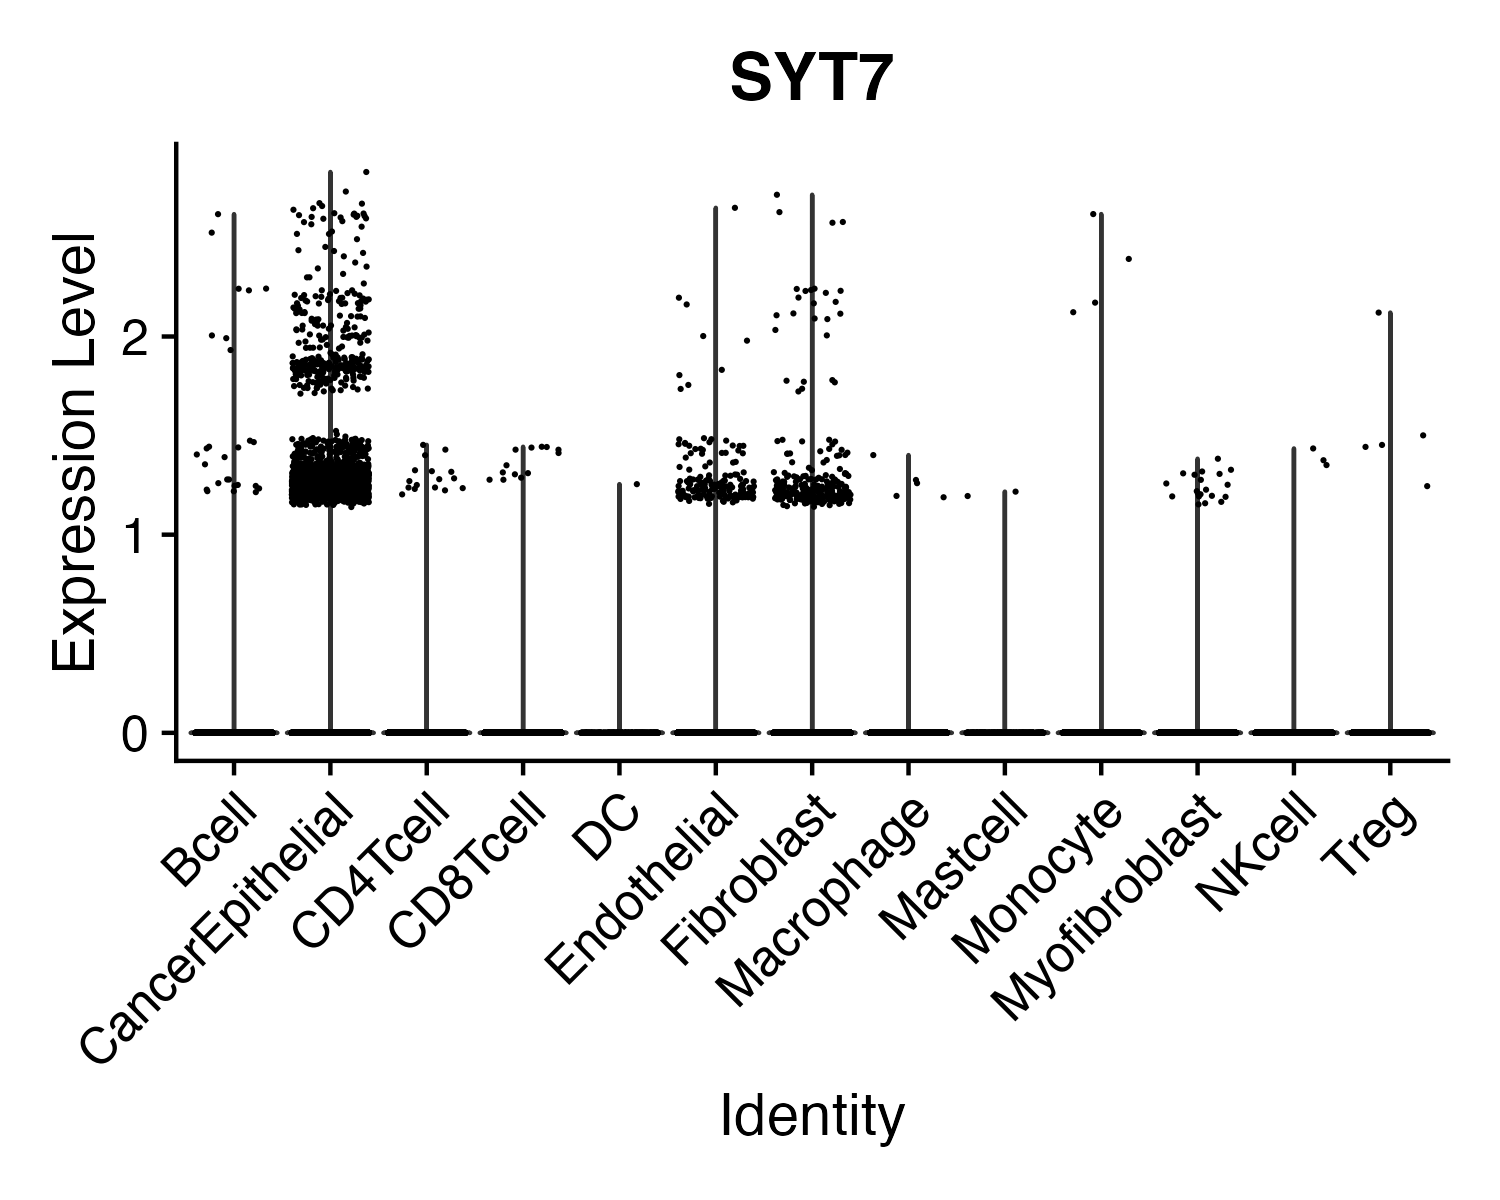 SYT7
Expression Level
2
1
0
Bcell
CancerEpithelial
CD4Tcell
CD8Tcell
DC
Endothelial
Fibroblast
Macrophage
Mastcell
Monocyte
Myofibroblast
NKcell
Treg
Identity